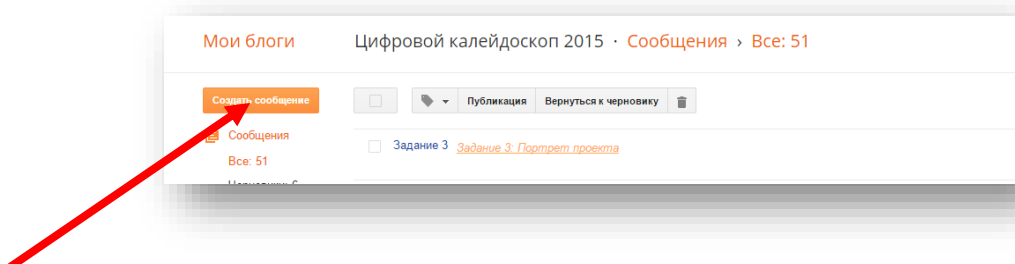 Мои блоги
Цифровой калейдоскоп 2015 · Сообщения › Все: 51
Создать сообщение
Публикация Вернуться к черновику
Сообщения
Задание 3 Задание 3: Портрет проекта
Все: 51